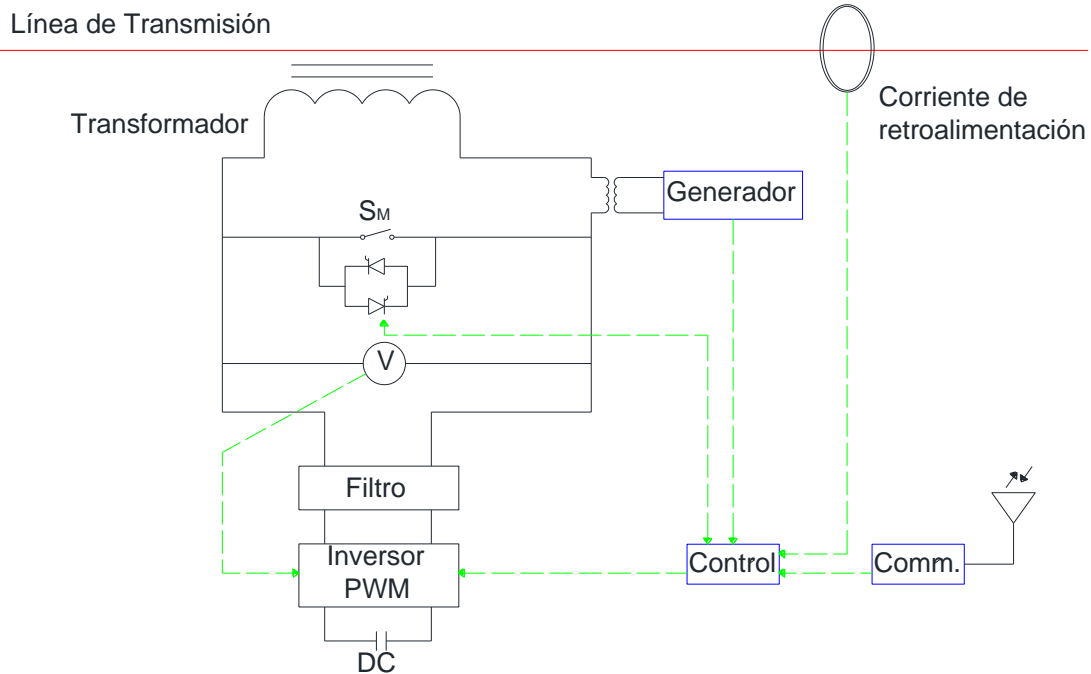 Línea de Transmisión
Corriente de
retroalimentación
Transformador
Generador
SM
V
Filtro
Inversor
PWM
Control
Comm.
DC